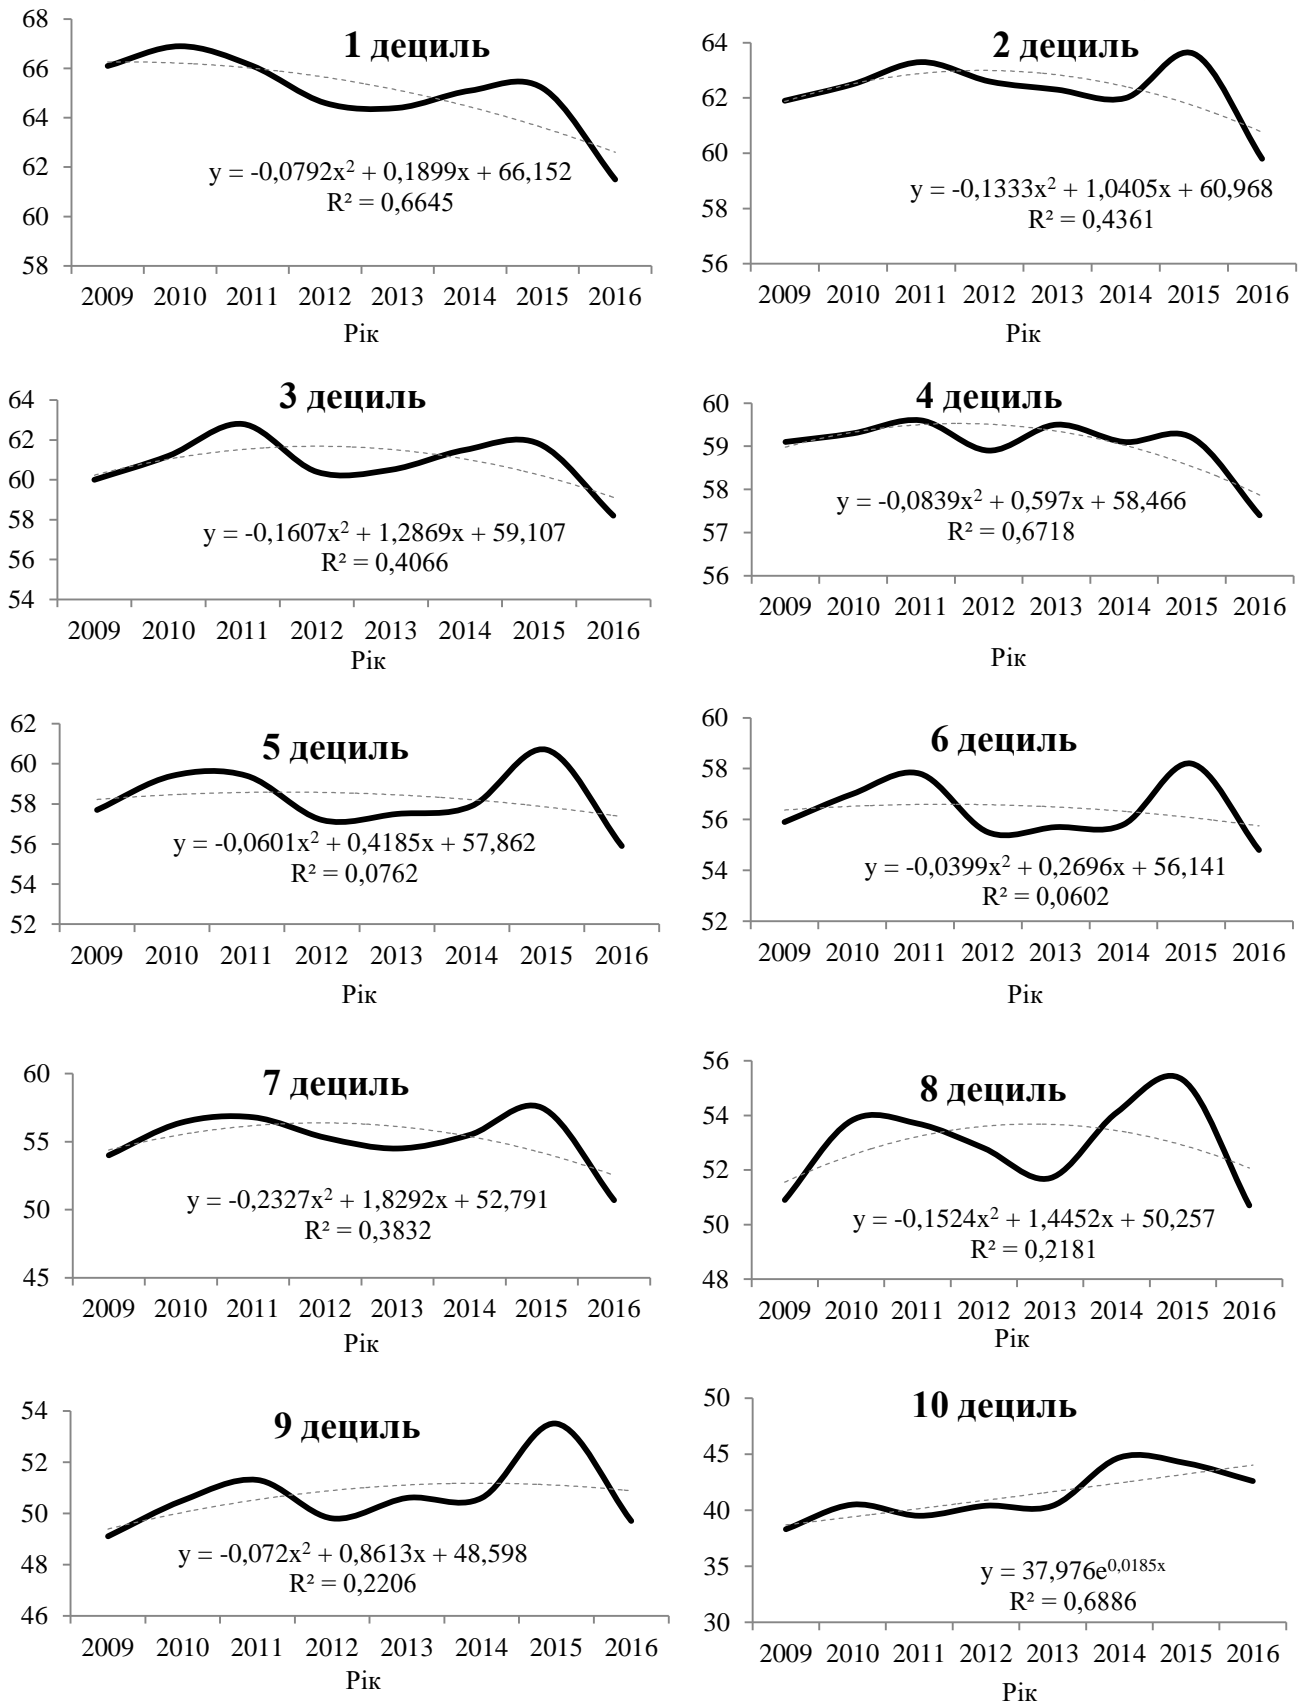 1 дециль
68
66
64
62
60
58
y = -0,0792x² + 0,1899x + 66,152
R² = 0,6645
2009 2010 2011 2012 2013 2014 2015 2016
Рік
2 дециль
64
62
60
58
56
y = -0,1333x² + 1,0405x + 60,968
R² = 0,4361
2009 2010 2011 2012 2013 2014 2015 2016
Рік
3 дециль
64
62
60
58
56
54
y = -0,1607x² + 1,2869x + 59,107
R² = 0,4066
2009 2010 2011 2012 2013 2014 2015 2016
Рік
4 дециль
60
59
58
57
56
y = -0,0839x² + 0,597x + 58,466
R² = 0,6718
2009 2010 2011 2012 2013 2014 2015 2016
Рік
5 дециль
62
60
58
56
54
52
y = -0,0601x² + 0,4185x + 57,862
R² = 0,0762
2009 2010 2011 2012 2013 2014 2015 2016
Рік
6 дециль
60
58
56
54
52
y = -0,0399x² + 0,2696x + 56,141
R² = 0,0602
2009 2010 2011 2012 2013 2014 2015 2016
Рік
7 дециль
60
55
50
45
y = -0,2327x² + 1,8292x + 52,791
R² = 0,3832
2009 2010 2011 2012 2013 2014 2015 2016
Рік
8 дециль
56
54
52
50
48
y = -0,1524x² + 1,4452x + 50,257
R² = 0,2181
2009 2010 2011 2012 2013 2014 2015 2016
Рік
9 дециль
54
52
50
48
46
y = -0,072x² + 0,8613x + 48,598
R² = 0,2206
2009 2010 2011 2012 2013 2014 2015 2016
Рік
10 дециль
50
45
40
35
30
y = 37,976e^0,0185x
R² = 0,6886
2009 2010 2011 2012 2013 2014 2015 2016
Рік